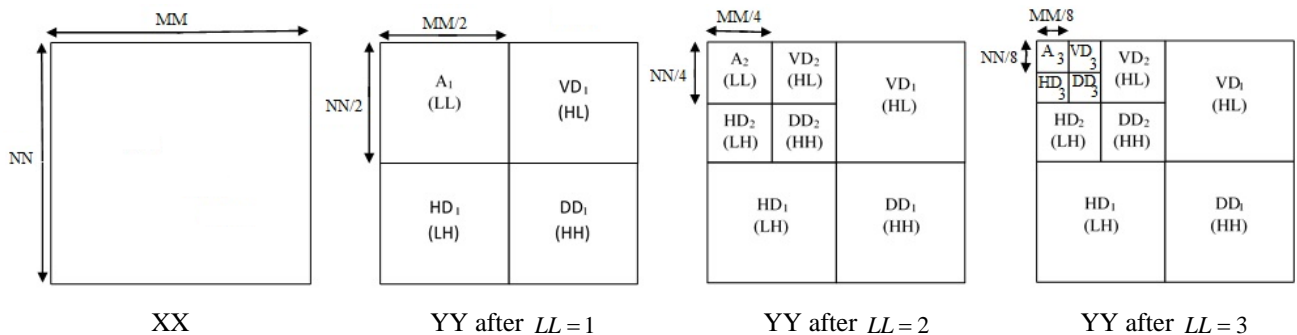 MM
NN
XX
MM/2
NN/2
A1
(LL)
VD1
(HL)
HD1
(LH)
DD1
(HH)
YY after LL = 1
MM/4
NN/4
A2
(LL)
VD2
(HL)
HD2
(LH)
DD2
(HH)
VD1
(HL)
HD1
(LH)
DD1
(HH)
YY after LL = 2
MM/8
NN/8
A3
VD3
HD3
DD3
VD2
(HL)
HD2
(LH)
DD2
(HH)
VD1
(HL)
HD1
(LH)
DD1
(HH)
YY after LL = 3